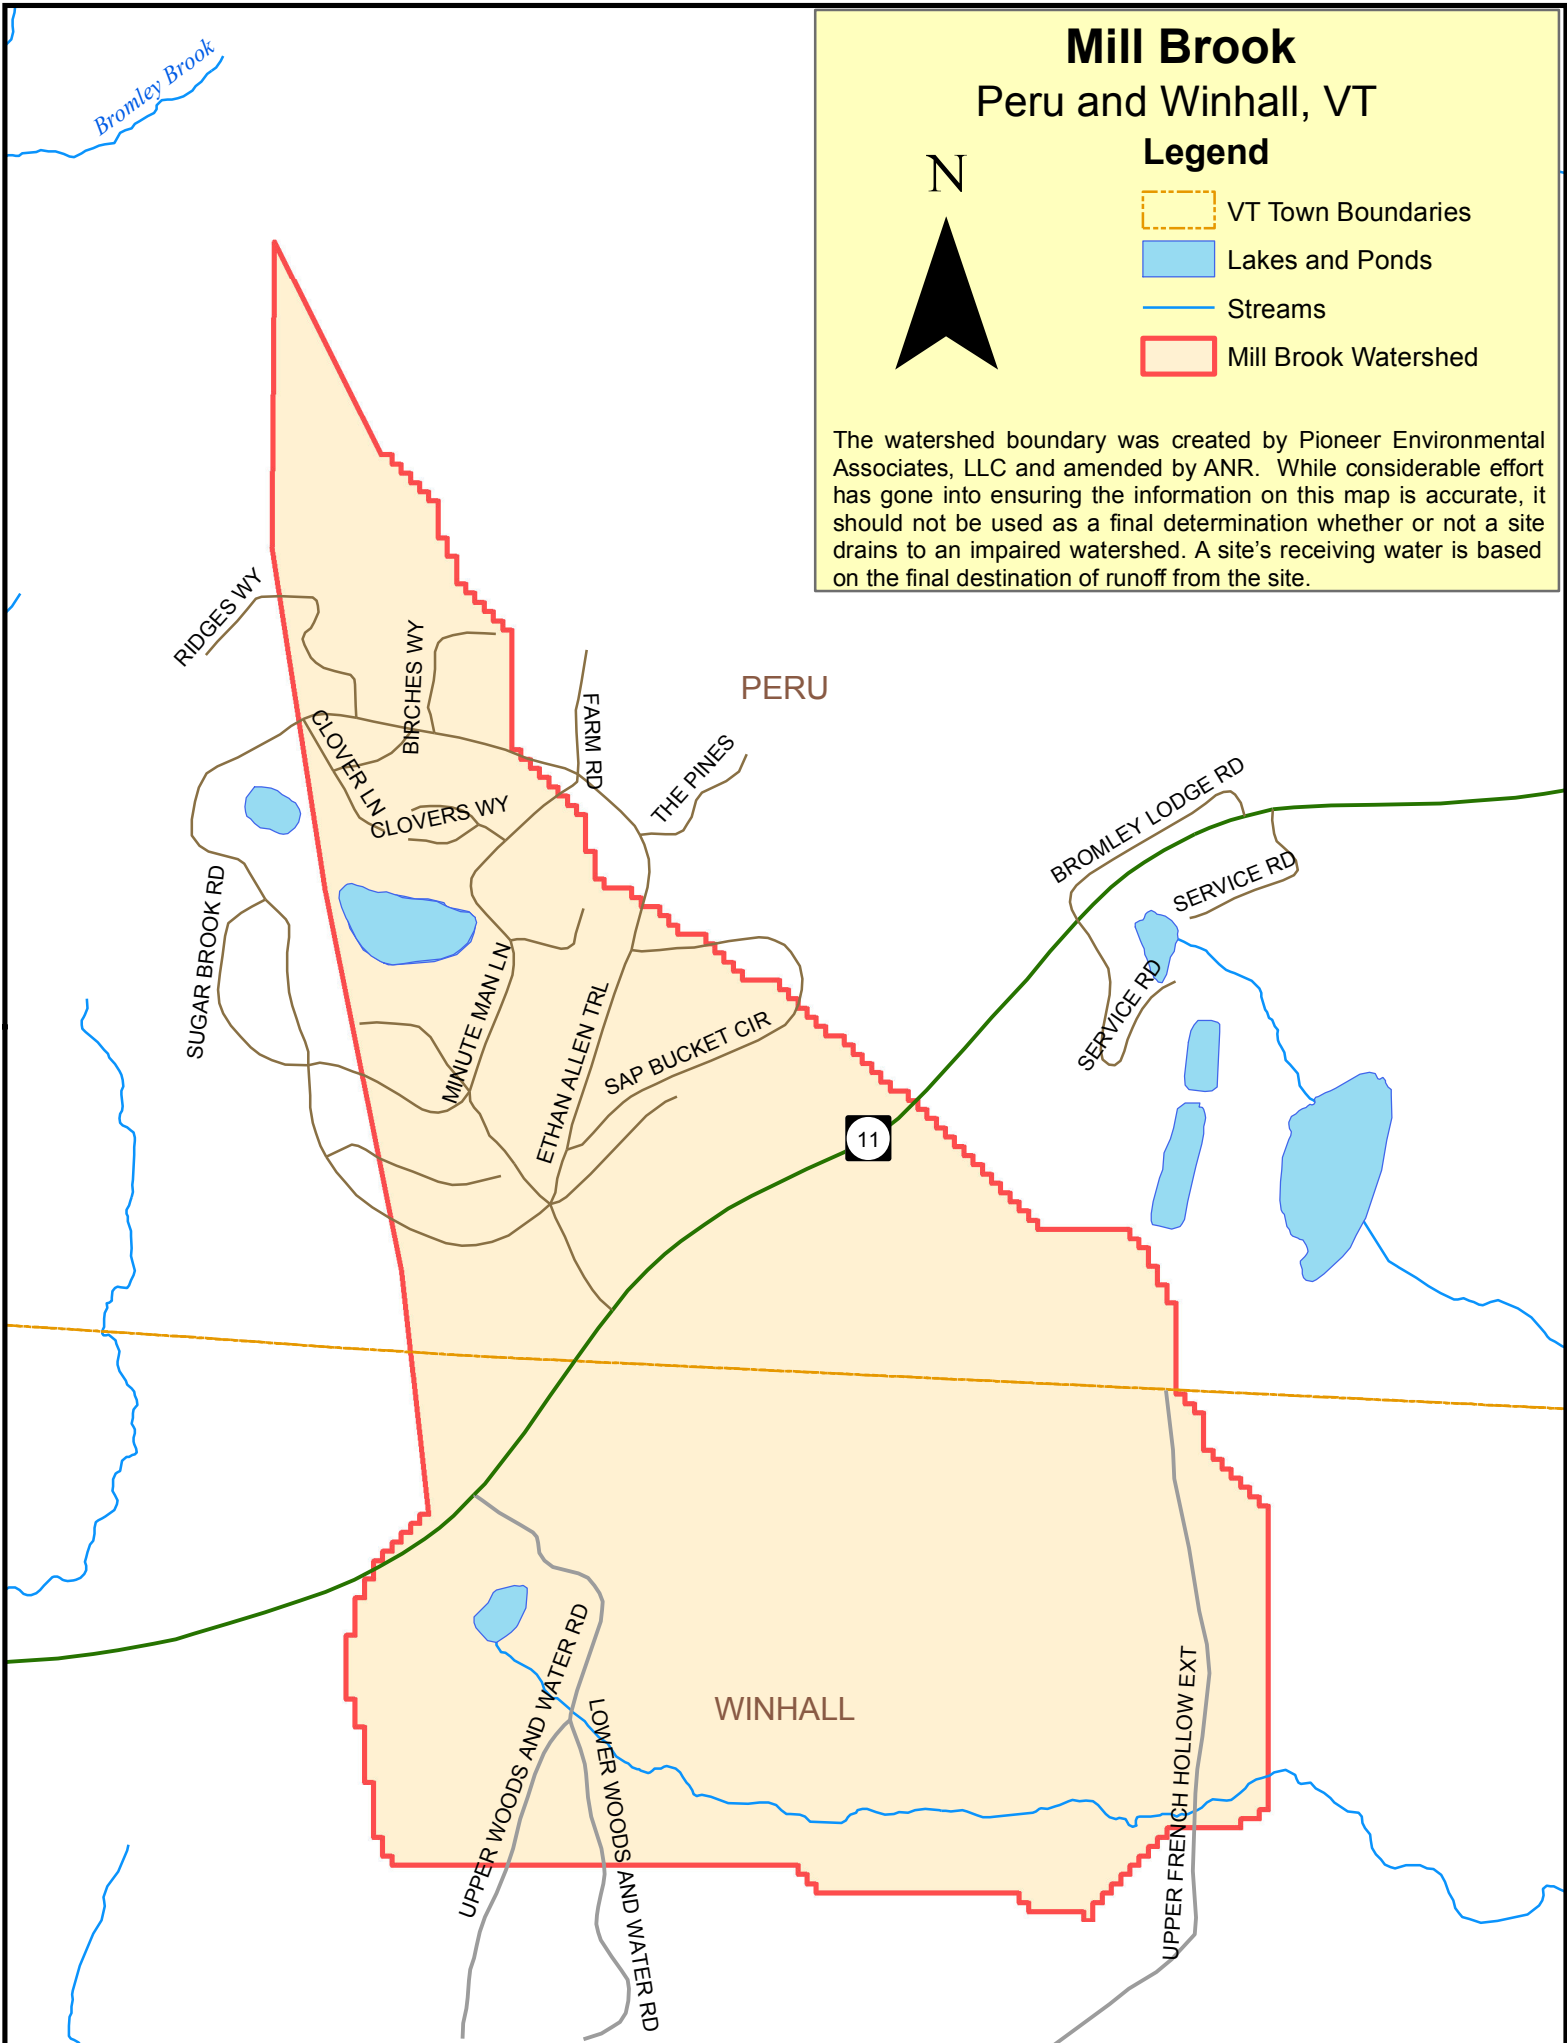 Mill Brook
Peru and Winhall, VT
Legend
N
VT Town Boundaries
Lakes and Ponds
Streams
Mill Brook Watershed
The watershed boundary was created by Pioneer Environmental
Associates, LLC and amended by ANR. While considerable effort
has gone into ensuring the information on this map is accurate, it
should not be used as a final determination whether or not a site
drains to an impaired watershed. A site's receiving water is based
on the final destination of runoff from the site.
Bromley Brook
RIDGES WY
BIRCHES WY
PERU
FARM RD
CLOVER LN
THE PINES
CLOVERS WY
BROMLEY LODGE RD
SERVICE RD
SUGAR BROOK RD
MINUTE MAN LN
SERVICE RD
ETHAN ALLEN TRL
SAP BUCKET CIR
11
UPPER WOODS AND WATER RD
WINHALL
LOWER WOODS AND WATER RD
UPPER FRENCH HOLLOW EXT